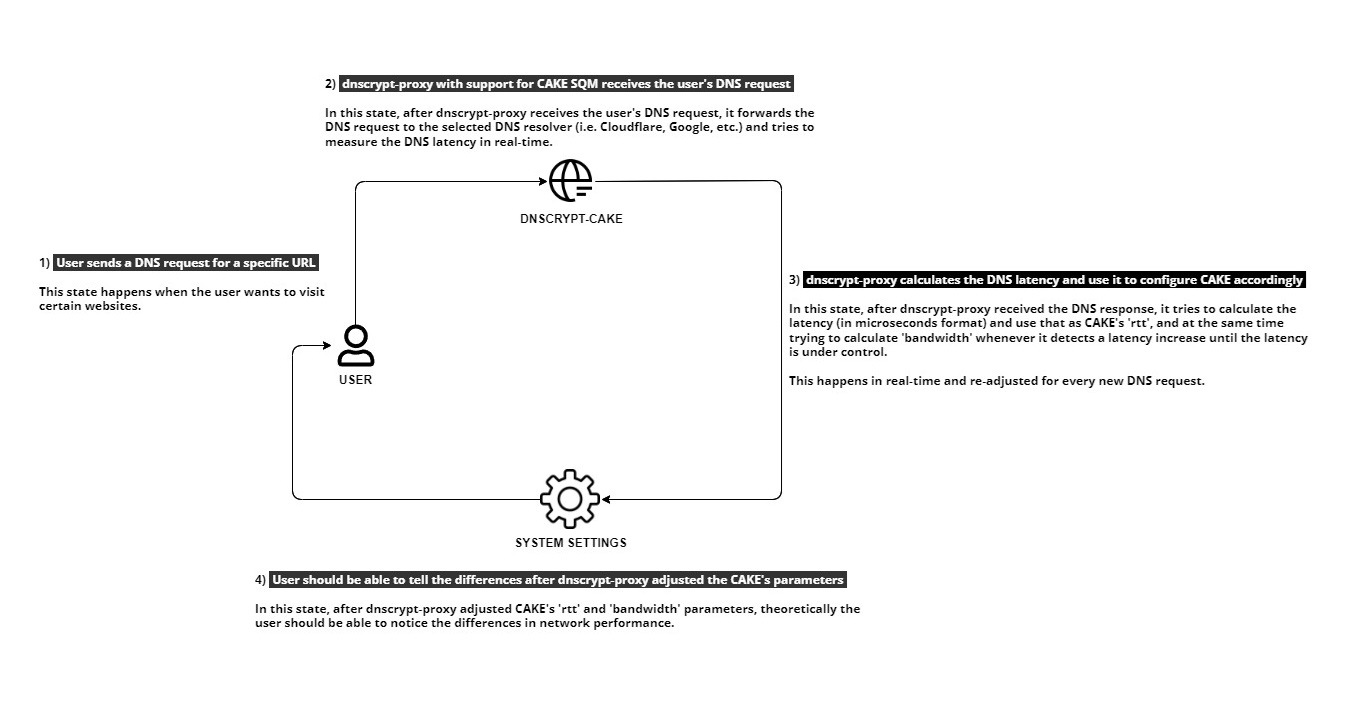 2) dnscrypt-proxy with support for CAKE SQM receives the user's DNS request
In this state, after dnscrypt-proxy receives the user's DNS request, it forwards the
DNS request to the selected DNS resolver (i.e. Cloudflare, Google, etc.) and tries to
measure the DNS latency in real-time.
DNSCRYPT-CAKE
1) User sends a DNS request for a specific URL
This state happens when the user wants to visit
certain websites.
USER
3) dnscrypt-proxy calculates the DNS latency and use it to configure CAKE accordingly
In this state, after dnscrypt-proxy received the DNS response, it tries to calculate the
latency (in microseconds format) and use that as CAKE's 'rtt', and at the same time
trying to calculate 'bandwidth' whenever it detects a latency increase until the latency
is under control.
This happens in real-time and re-adjusted for every new DNS request.
SYSTEM SETTINGS
4) User should be able to tell the differences after dnscrypt-proxy adjusted the CAKE's parameters
In this state, after dnscrypt-proxy adjusted CAKE's 'rtt' and 'bandwidth' parameters, theoretically the
user should be able to notice the differences in network performance.